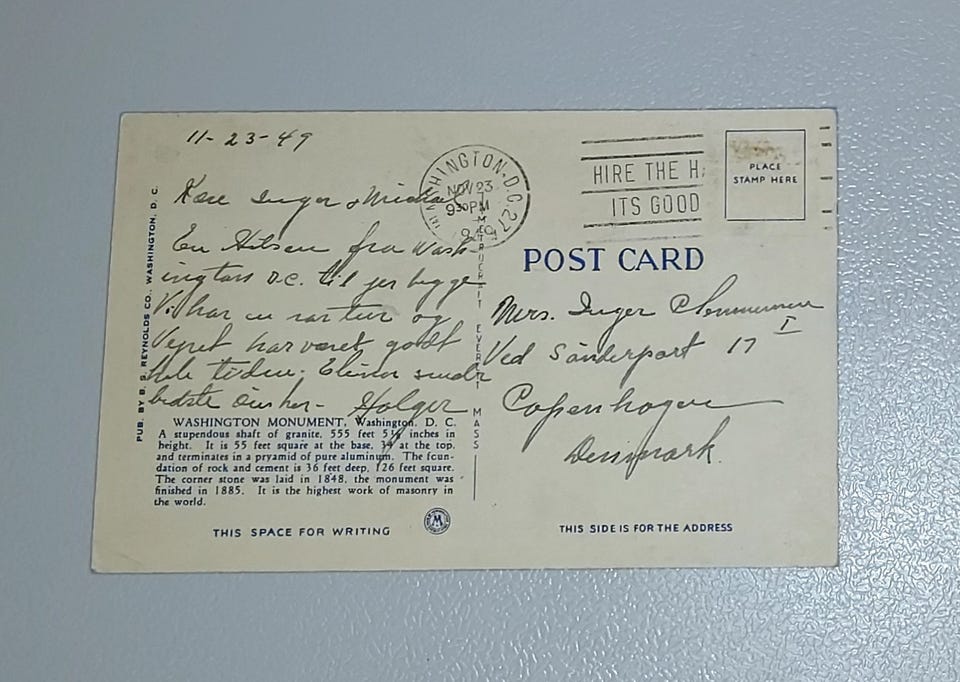 11-23-49
Kære Inger & Michael
En Hilsen fra Wash-
ington D.C. til jer begge
Vi har en rar tur og
Vejret har været godt
hele tiden. sender
bedste Ønsker - Holger
WASHINGTON MONUMENT, Washington, D. C.
A stupendous shaft of granite, 555 feet 5⅛ inches in
height. It is 55 feet square at the base, 34 at the top,
and terminates in a pryamid of pure aluminum. The foun-
dation of rock and cement is 36 feet deep, 126 feet square.
The corner stone was laid in 1848, the monument was
finished in 1885. It is the highest work of masonry in
the world.
THIS SPACE FOR WRITING
PUB. BY B. S. REYNOLDS CO., WASHINGTON, D. C.
METROCRAFT EVERETT MASS
M
WASHINGTON, D.C. 27
NOV 23
9 30 PM
HIRE THE
ITS GOOD
PLACE
STAMP HERE
POST CARD
Mrs. Inger
I
Ved Sønderport 17
Copenhagen
Denmark.
THIS SIDE IS FOR THE ADDRESS